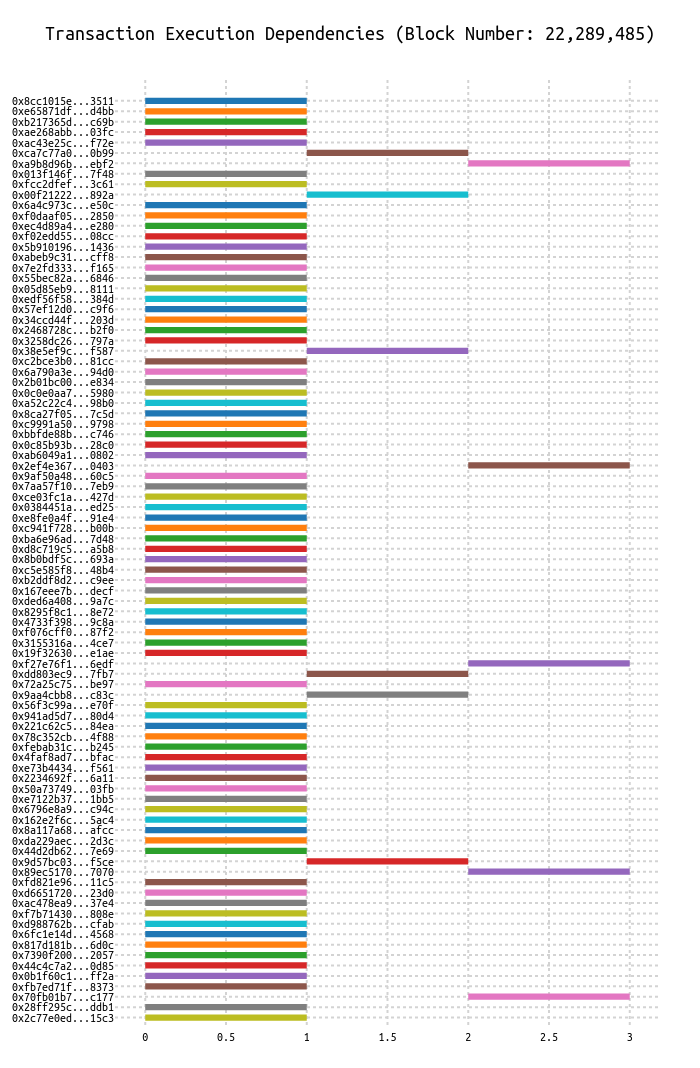 Transaction Execution Dependencies (Block Number: 22,289,485)
0x8cc1015e...3511
0xe65871df...d4bb
0xb217365d...c69b
0xae268abb...03fc
0xac43e25c...f72e
0xca7c77a0...0b99
0xa9b8d96b...ebf2
0x013f146f...7f48
0xfcc2dfef...3c61
0x00f21222...892a
0x6a4c973c...e50c
0xf0daaf05...2850
0xec4d89a4...e280
0xf02edd55...08cc
0x5b910196...1436
0xabeb9c31...cff8
0x7e2fd333...f165
0x55bec82a...6846
0x05d85eb9...8111
0xedf56f58...384d
0x57ef12d0...c9f6
0x34ccd44f...203d
0x2468728c...b2f0
0x3258dc26...797a
0x38e5ef9c...f587
0xc2bce3b0...81cc
0x6a790a3e...94d0
0x2b01bc00...e834
0x0c0e0aa7...5980
0xa52c22c4...98b0
0x8ca27f05...7c5d
0xc9991a50...9798
0xbbfde88b...c746
0x0c85b93b...28c0
0xab6049a1...0802
0x2ef4e367...0403
0x9af50a48...60c5
0x7aa57f10...7eb9
0xce03fc1a...427d
0x0384451a...ed25
0xe8fe0a4f...91e4
0xc941f728...b00b
0xba6e96ad...7d48
0xd8c719c5...a5b8
0x8b0bdf5c...693a
0xc5e585f8...48b4
0xb2ddf8d2...c9ee
0x167eee7b...decf
0xded6a408...9a7c
0x8295f8c1...8e72
0x4733f398...9c8a
0xf076cff0...87f2
0x3155316a...4ce7
0x19f32630...e1ae
0xf27e76f1...6edf
0xdd803ec9...7fb7
0x72a25c75...be97
0x9aa4cbb8...c83c
0x56f3c99a...e70f
0x941ad5d7...80d4
0x221c62c5...84ea
0x78c352cb...4f88
0xfebab31c...b245
0x4faf8ad7...bfac
0xe73b4434...f561
0x2234692f...6a11
0x50a73749...03fb
0xe7122b37...1bb5
0x6796e8a9...c94c
0x162e2f6c...5ac4
0x8a117a68...afcc
0xda229aec...2d3c
0x44d2db62...7e69
0x9d57bc03...f5ce
0x89ec5170...7070
0xfd821e96...11c5
0xd6651720...23d0
0xac478ea9...37e4
0xf7b71430...808e
0xd988762b...cfab
0x6fc1e14d...4568
0x817d181b...6d0c
0x7390f200...2057
0x44c4c7a2...0d85
0x0b1f60c1...ff2a
0xfb7ed71f...8373
0x70fb01b7...c177
0x28ff295c...ddb1
0x2c77e0ed...15c3
0 0.5 1 1.5 2 2.5 3